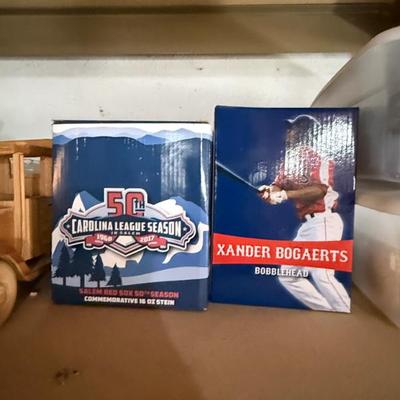 50th
CAROLINA LEAGUE SEASON
IN SALEM
1968 2017
SALEM RED SOX 50TH SEASON
COMMEMORATIVE 16 OZ STEIN
XANDER BOGAERTS
BOBBLEHEAD